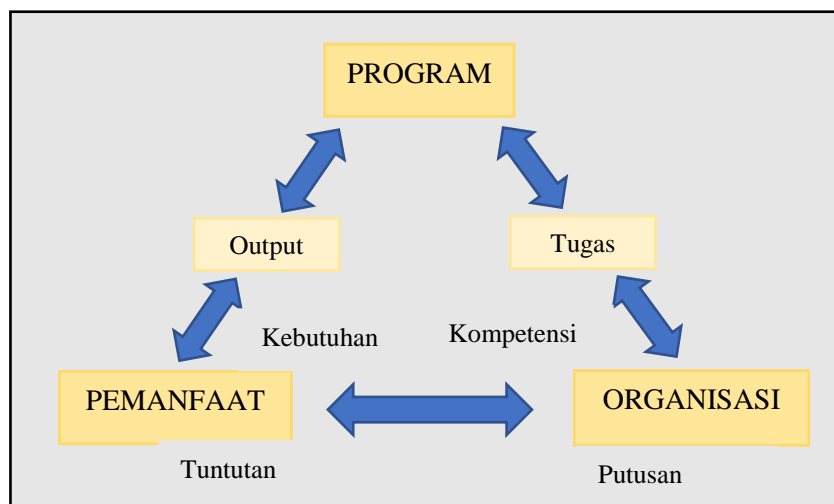 PROGRAM
Output
Tugas
Kebutuhan
Kompetensi
PEMANFAAT
ORGANISASI
Tuntutan
Putusan